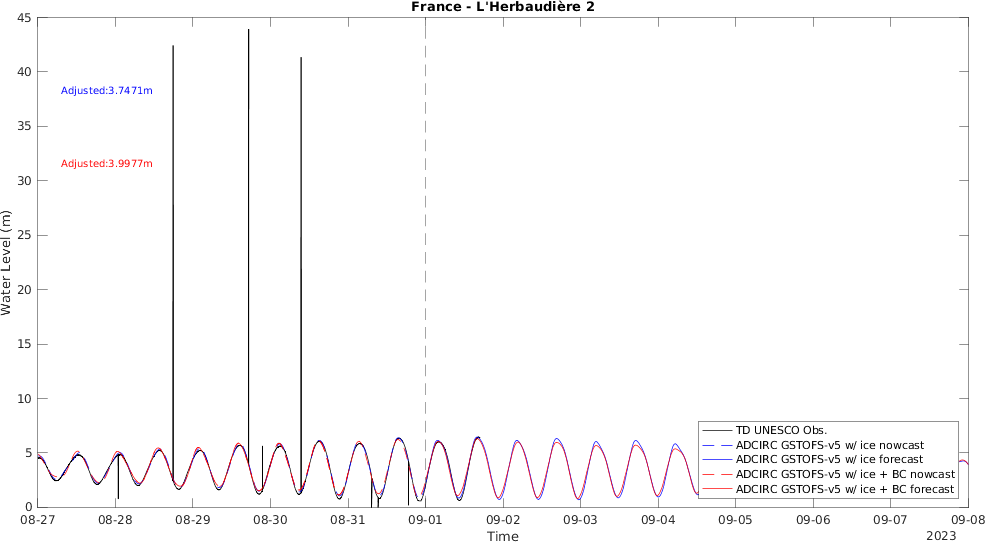 France - L'Herbaudière 2
45
40
35
30
25
20
15
10
5
0
Water Level (m)
Adjusted:3.7471m
Adjusted:3.9977m
TD UNESCO Obs.
ADCIRC GSTOFS-v5 w/ ice nowcast
ADCIRC GSTOFS-v5 w/ ice forecast
ADCIRC GSTOFS-v5 w/ ice + BC nowcast
ADCIRC GSTOFS-v5 w/ ice + BC forecast
08-27 08-28 08-29 08-30 08-31 09-01 09-02 09-03 09-04 09-05 09-06 09-07 09-08
Time
2023